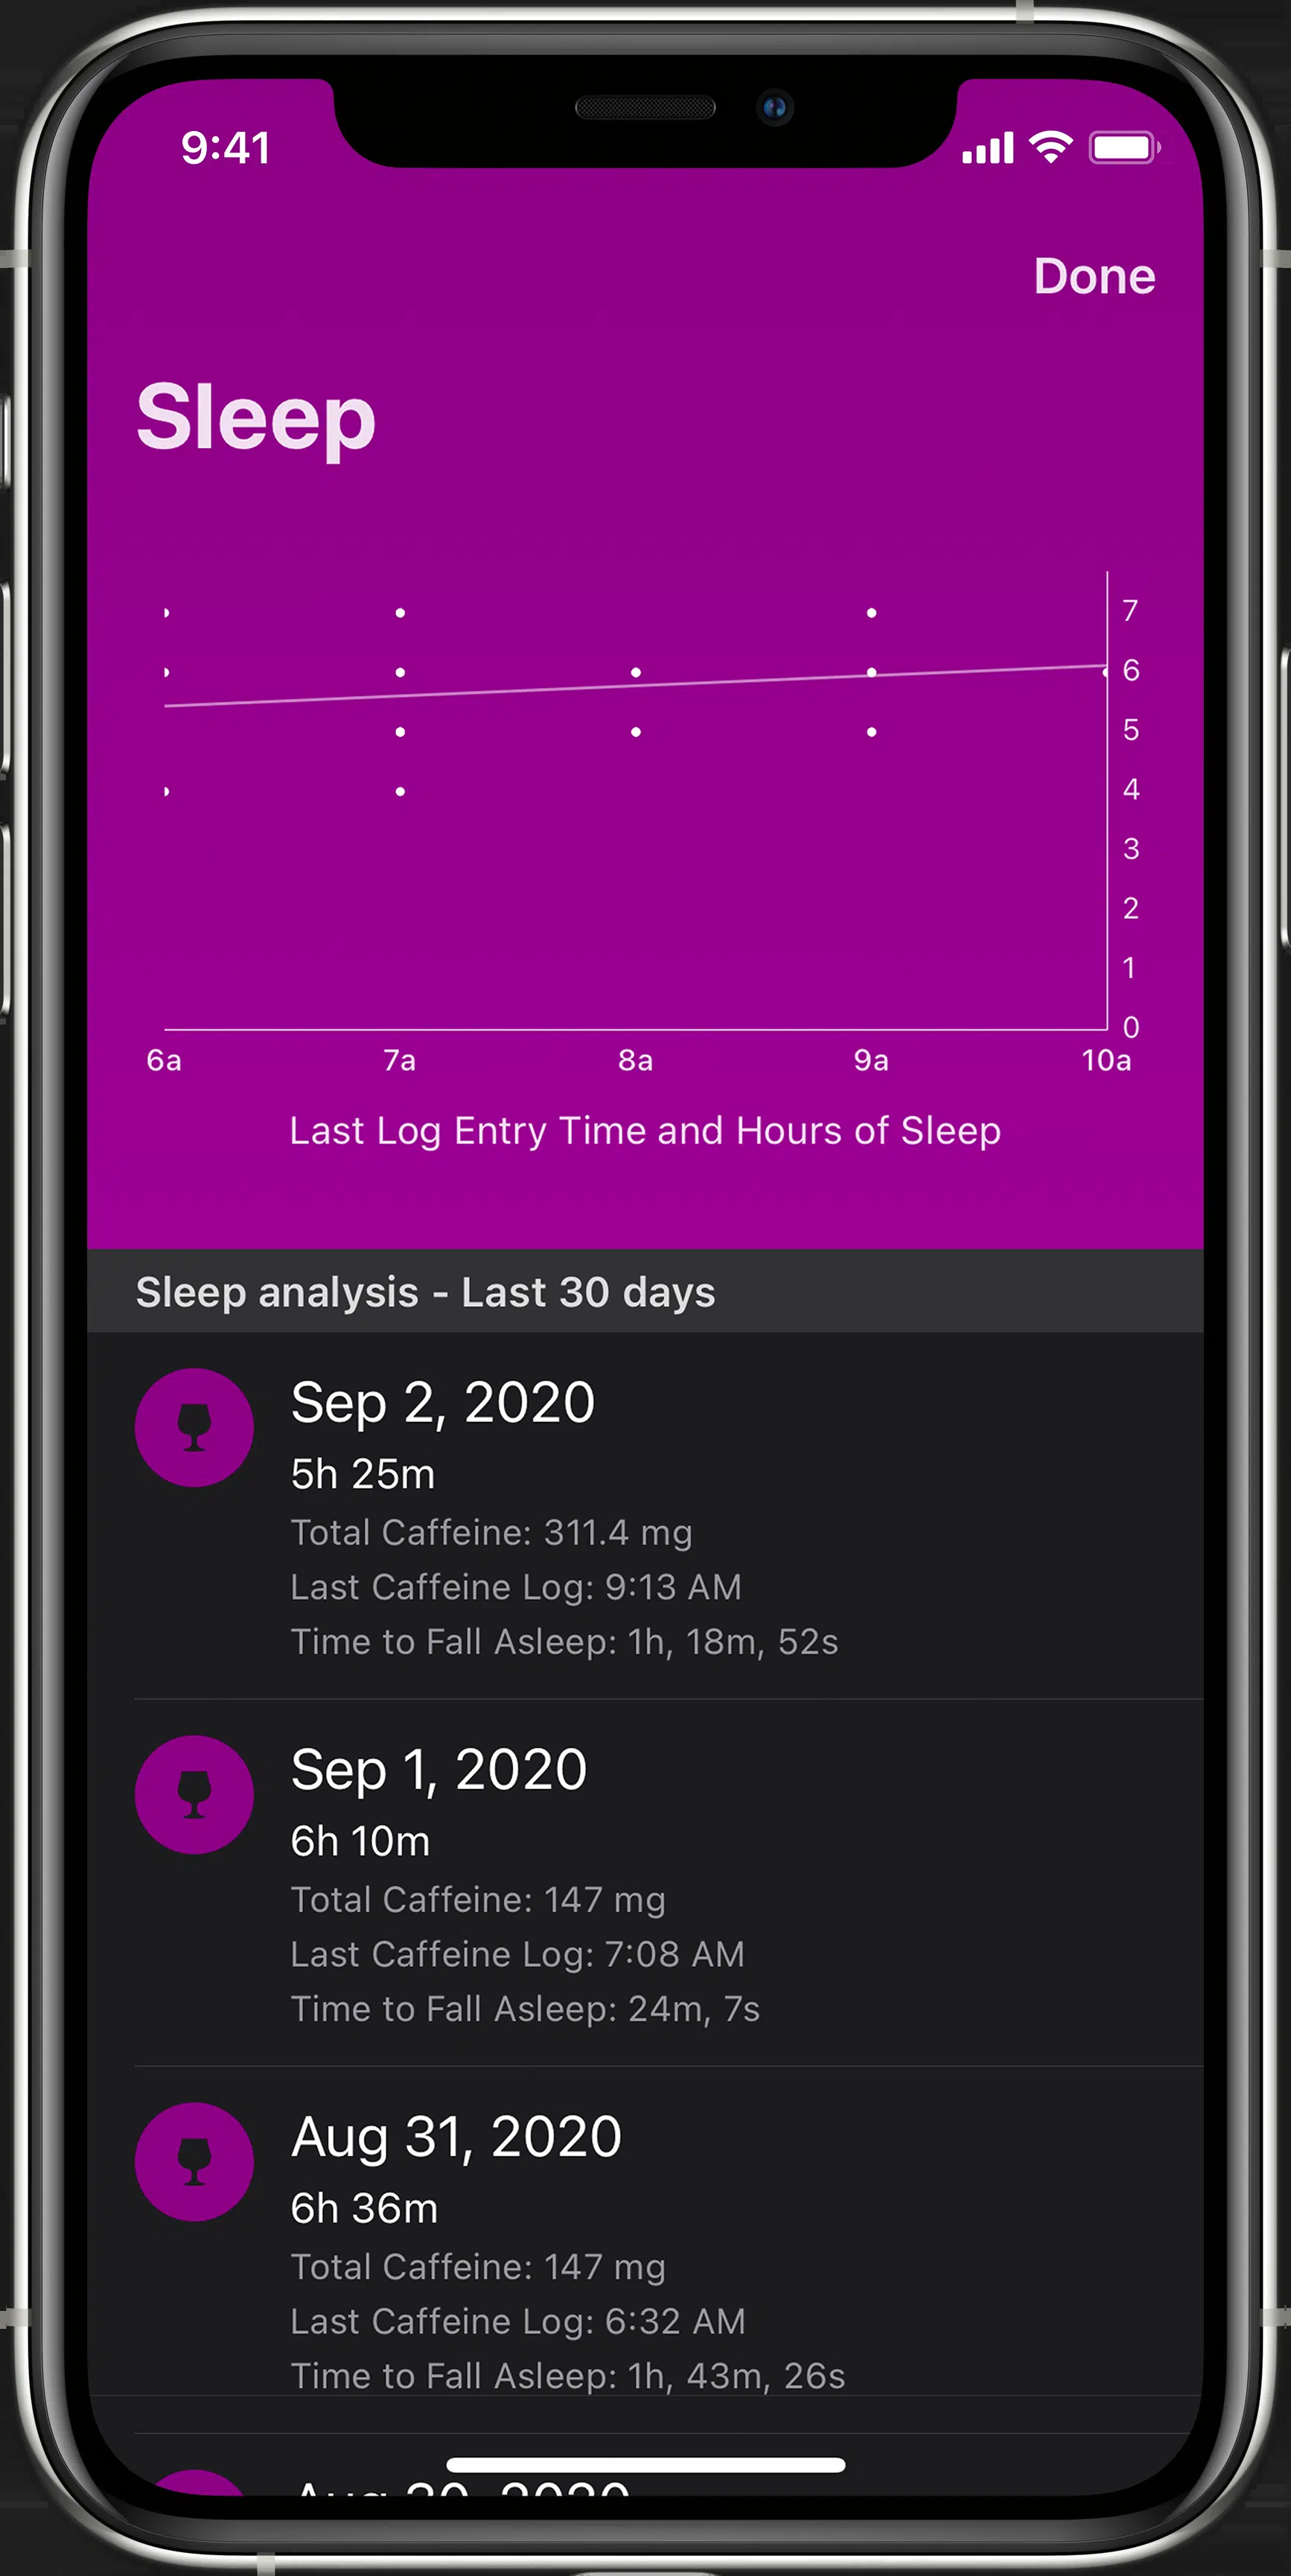 9:41
Done
Sleep
7
6
5
4
3
2
1
0
6a 7a 8a 9a 10a
Last Log Entry Time and Hours of Sleep
Sleep analysis - Last 30 days
Sep 2, 2020
5h 25m
Total Caffeine: 311.4 mg
Last Caffeine Log: 9:13 AM
Time to Fall Asleep: 1h, 18m, 52s
Sep 1, 2020
6h 10m
Total Caffeine: 147 mg
Last Caffeine Log: 7:08 AM
Time to Fall Asleep: 24m, 7s
Aug 31, 2020
6h 36m
Total Caffeine: 147 mg
Last Caffeine Log: 6:32 AM
Time to Fall Asleep: 1h, 43m, 26s
Aug 30, 2020